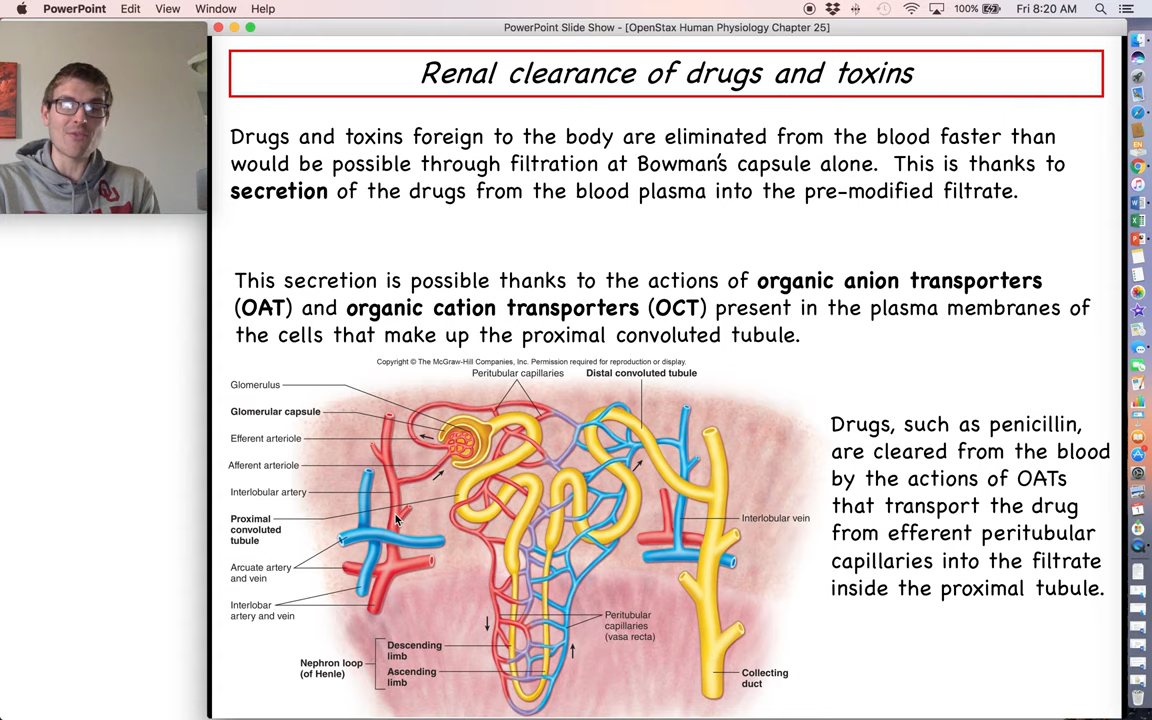 PowerPoint Edit View Window Help
100% Fri 8:20 AM
PowerPoint Slide Show - [OpenStax Human Physiology Chapter 25]
Renal clearance of drugs and toxins
Drugs and toxins foreign to the body are eliminated from the blood faster than
would be possible through filtration at Bowman's capsule alone. This is thanks to
secretion of the drugs from the blood plasma into the pre-modified filtrate.
This secretion is possible thanks to the actions of organic anion transporters
(OAT) and organic cation transporters (OCT) present in the plasma membranes of
the cells that make up the proximal convoluted tubule.
Copyright © The McGraw-Hill Companies, Inc. Permission required for reproduction or display.
Peritubular capillaries
Distal convoluted tubule
Glomerulus
Glomerular capsule
Efferent arteriole
Afferent arteriole
Interlobular artery
Proximal
convoluted
tubule
Arcuate artery
and vein
Interlobar
artery and vein
Interlobular vein
Peritubular
capillaries
(vasa recta)
Nephron loop
(of Henle)
Descending
limb
Ascending
limb
Collecting
duct
Drugs, such as penicillin,
are cleared from the blood
by the actions of OATs
that transport the drug
from efferent peritubular
capillaries into the filtrate
inside the proximal tubule.
OU